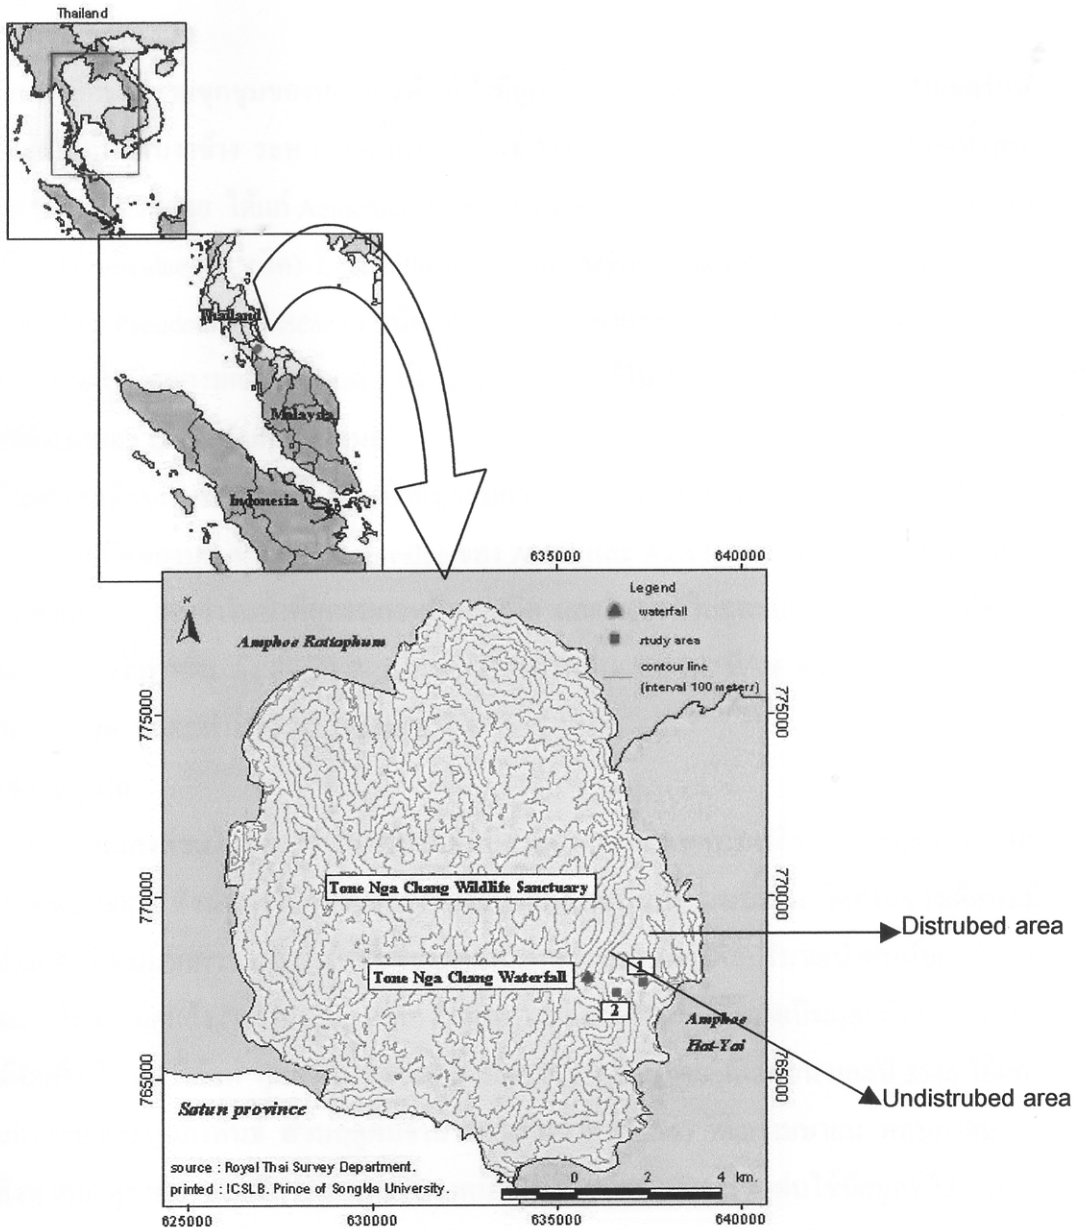 Thailand
Thailand
Malaysia
Indonesia
635000
640000
Legend
waterfall
study area
contour line
(interval 100 meters)
N
Amphoe Rattaphum
775000
775000
Tone Nga Chang Wildlife Sanctuary
770000
770000
Distrubed area
Tone Nga Chang Waterfall
1
2
Amphoe
Hat-Yai
765000
765000
Undistrubed area
Satun province
source : Royal Thai Survey Department.
printed : ICSLB. Prince of Songkla University.
2 0 2 4 km.
625000
630000
635000
640000